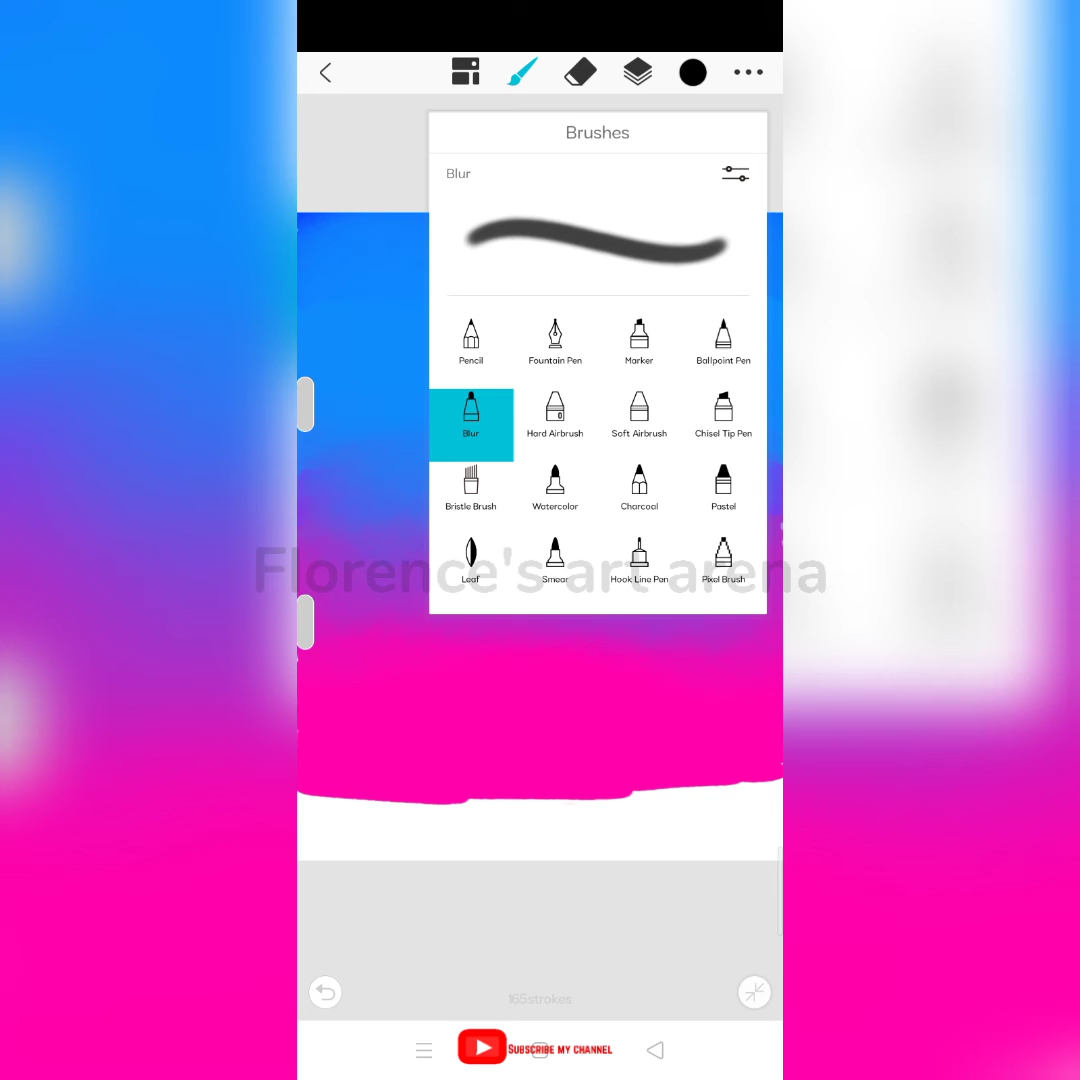 Brushes
Blur
Pencil
Fountain Pen
Marker
Ballpoint Pen
Blur
Hard Airbrush
Soft Airbrush
Chisel Tip Pen
Bristle Brush
Watercolor
Charcoal
Pastel
Florence's art arena
Leaf
Smear
Hook Line Pen
Pixel Brush
165strokes
SUBSCRIBE MY CHANNEL